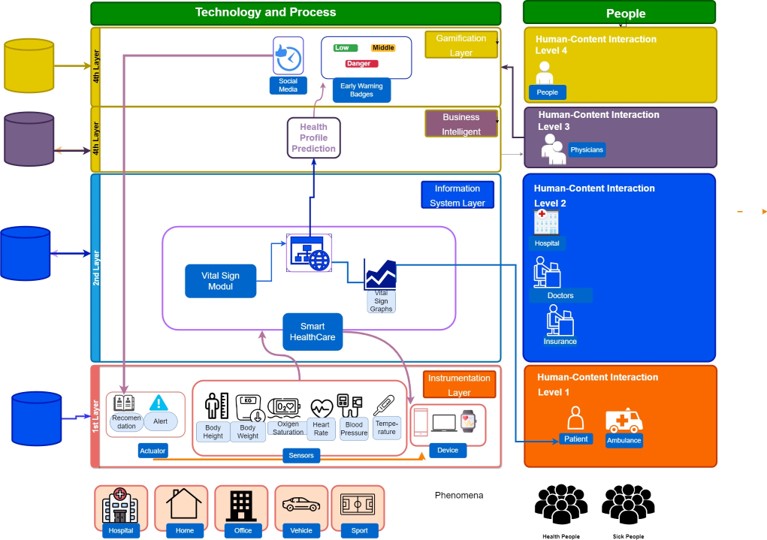 Technology and Process
People
4th Layer
Social
Media
Low
Middle
Danger
Early Warning
Badges
Gamification
Layer
Human-Content Interaction
Level 4
People
4th Layer
Health
Profile
Prediction
Business
Intelligent
Human-Content Interaction
Level 3
Physicians
2nd Layer
Information
System Layer
Vital Sign
Modul
Vital
Sign
Graphs
Smart
HealthCare
Human-Content Interaction
Level 2
Hospital
Doctors
Insurance
1st Layer
Recomen
dation
Alert
Actuator
Body
Height
Body
Weight
Oxigen
Saturation
Heart
Rate
Blood
Pressure
Tempe-
rature
Sensors
Instrumentation
Layer
Device
Human-Content Interaction
Level 1
Patient
Ambulance
Hospital
Home
Office
Vehicle
Sport
Phenomena
Health People
Sick People